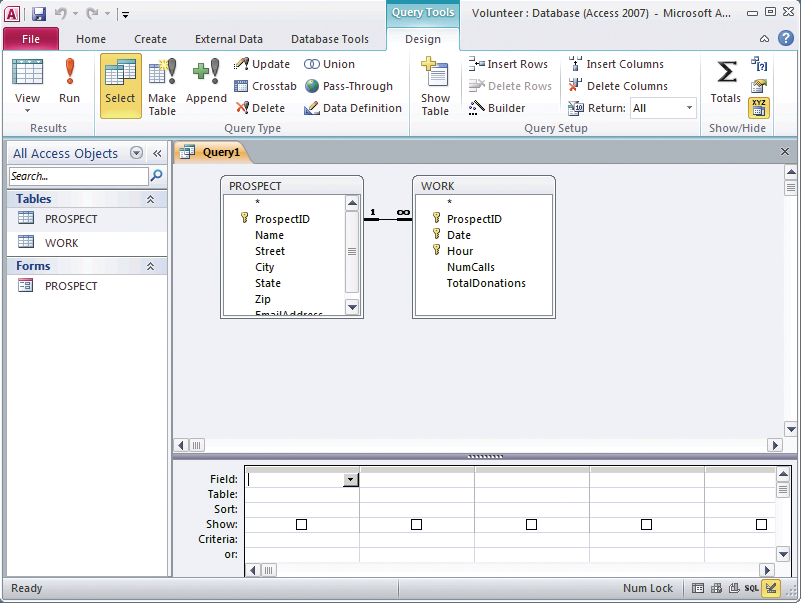 Query Tools
Volunteer : Database (Access 2007) - Microsoft A...
File
Home
Create
External Data
Database Tools
Design
View
Run
Results
Select
Make Table
Append
Update
Crosstab
Delete
Union
Pass-Through
Data Definition
Query Type
Show Table
Insert Rows
Delete Rows
Builder
Insert Columns
Delete Columns
Return: All
Query Setup
Σ
Totals
XYZ
Show/Hide
All Access Objects
Search...
Tables
PROSPECT
WORK
Forms
PROSPECT
Query1
PROSPECT
*
ProspectID
Name
Street
City
State
Zip
EmailAddress
1 ∞
WORK
*
ProspectID
Date
Hour
NumCalls
TotalDonations
Field:
Table:
Sort:
Show:
Criteria:
or:
Ready
Num Lock
SQL